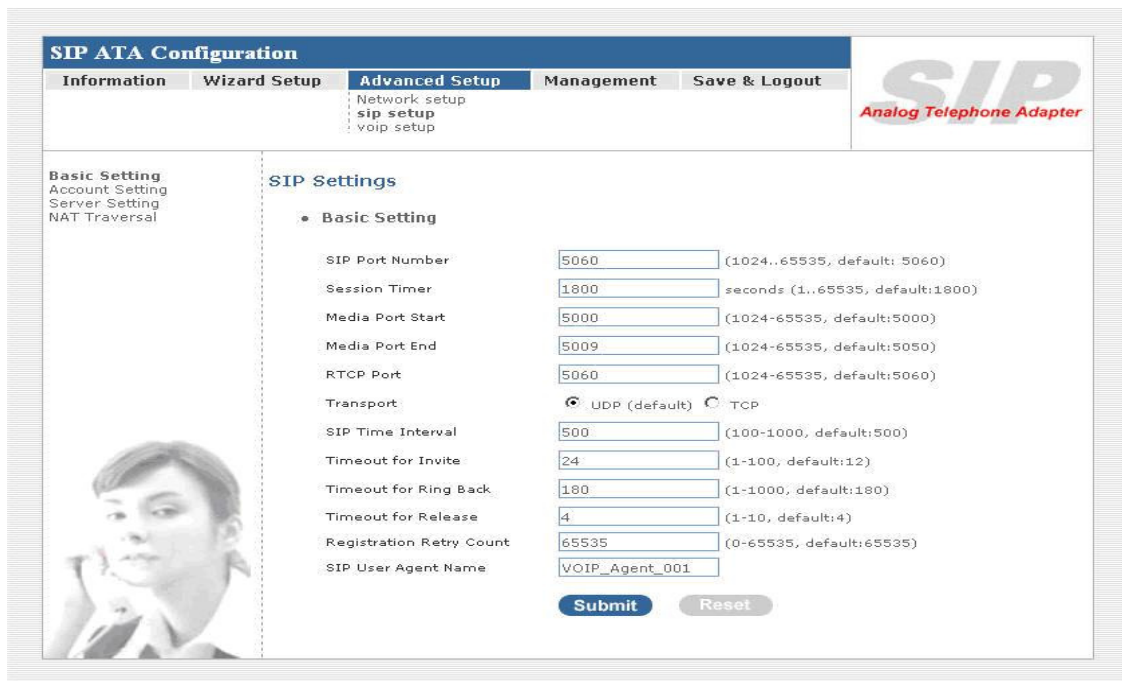 SIP ATA Configuration
Information Wizard Setup Advanced Setup Management Save & Logout
Network setup
sip setup
voip setup
SIP
Analog Telephone Adapter
Basic Setting
Account Setting
Server Setting
NAT Traversal
SIP Settings
• Basic Setting
SIP Port Number 5060 (1024..65535, default: 5060)
Session Timer 1800 seconds (1..65535, default:1800)
Media Port Start 5000 (1024-65535, default:5000)
Media Port End 5009 (1024-65535, default:5050)
RTCP Port 5060 (1024-65535, default:5060)
Transport UDP (default) TCP
SIP Time Interval 500 (100-1000, default:500)
Timeout for Invite 24 (1-100, default:12)
Timeout for Ring Back 180 (1-1000, default:180)
Timeout for Release 4 (1-10, default:4)
Registration Retry Count 65535 (0-65535, default:65535)
SIP User Agent Name VOIP_Agent_001
Submit Reset